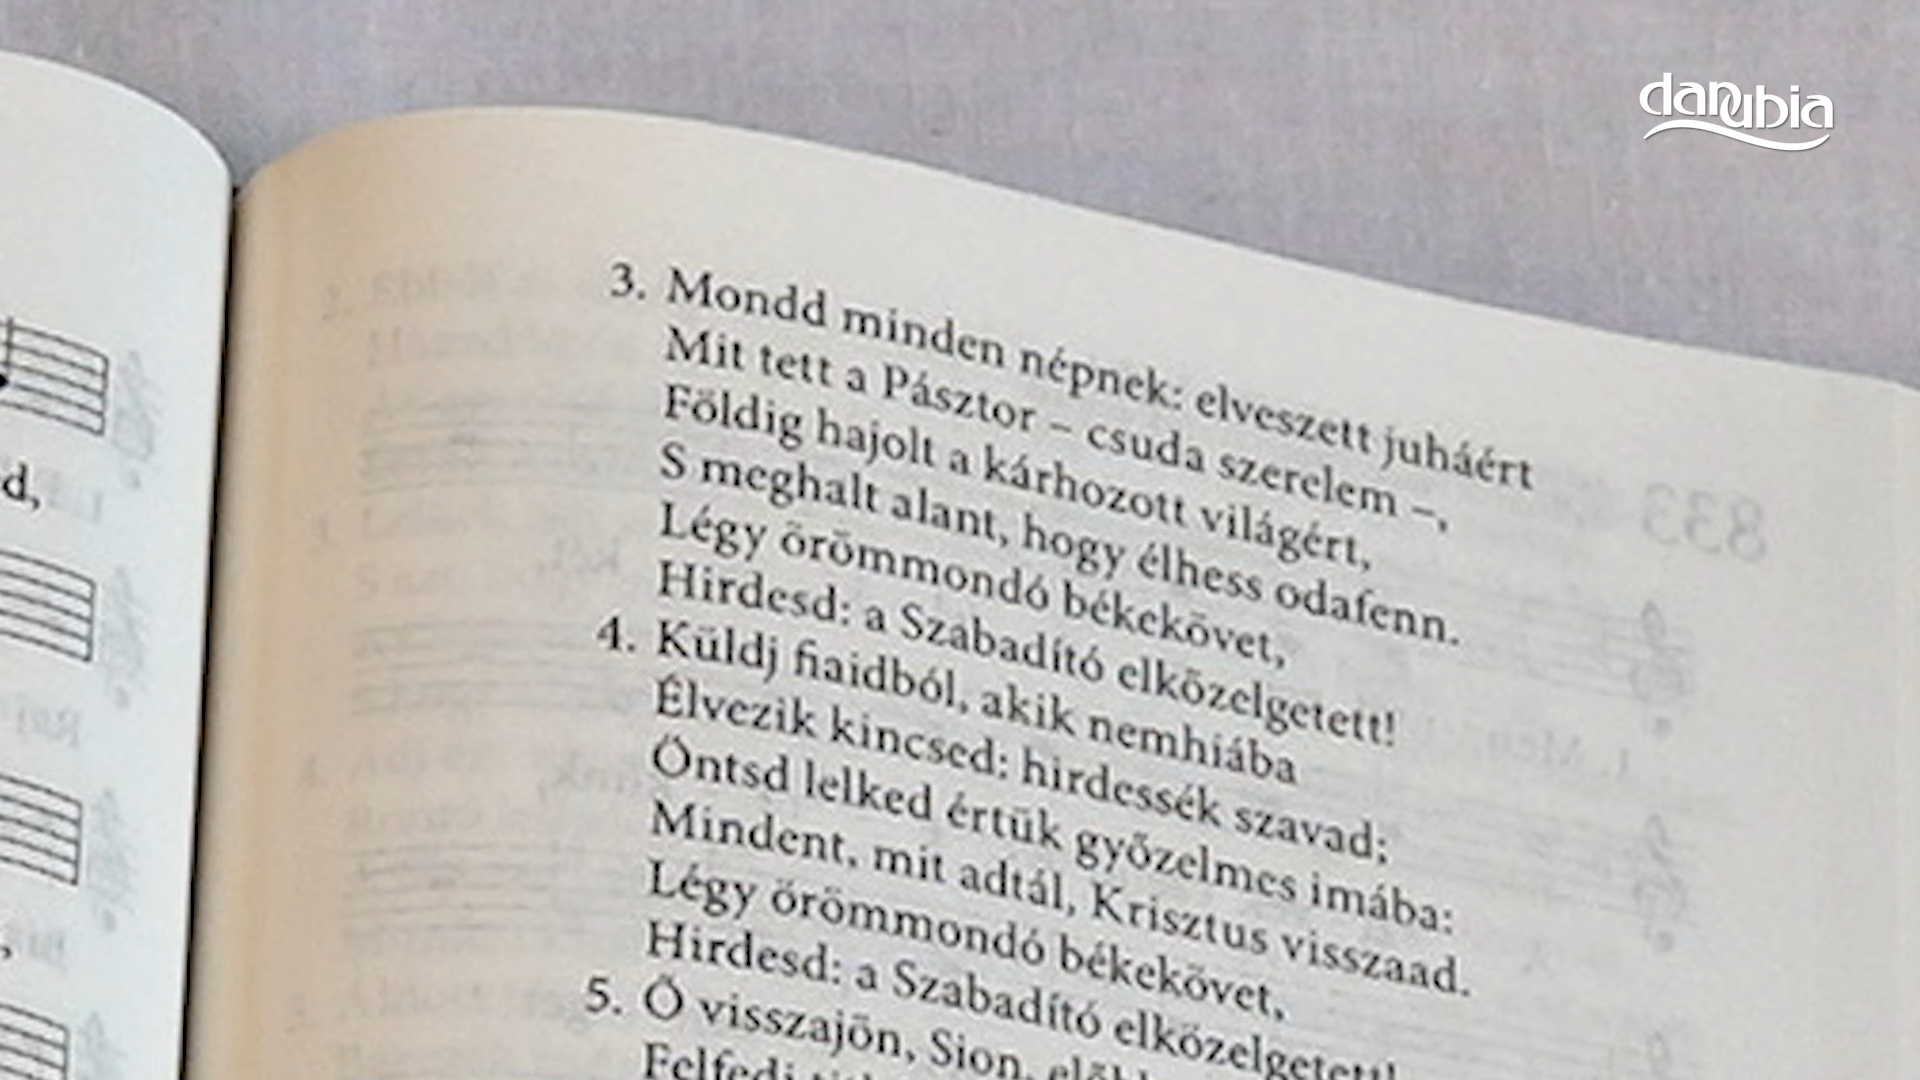 danubia
d,
3. Mondd minden népnek: elveszett juháért
Mit tett a Pásztor – csuda szerelem –,
Földig hajolt a kárhozott világért,
S meghalt alant, hogy élhess odafenn.
Légy örömmondó békekövet,
Hirdesd: a Szabadító elközelgetett!
4. Küldj fiaidból, akik nemhiába
Élvezik kincsed: hirdessék szavad;
Öntsd lelked értük győzelmes imába:
Mindent, mit adtál, Krisztus visszaad.
Légy örömmondó békekövet,
Hirdesd: a Szabadító elközelgetett!
5. Ő visszajön, Sion,
Felfedi
833